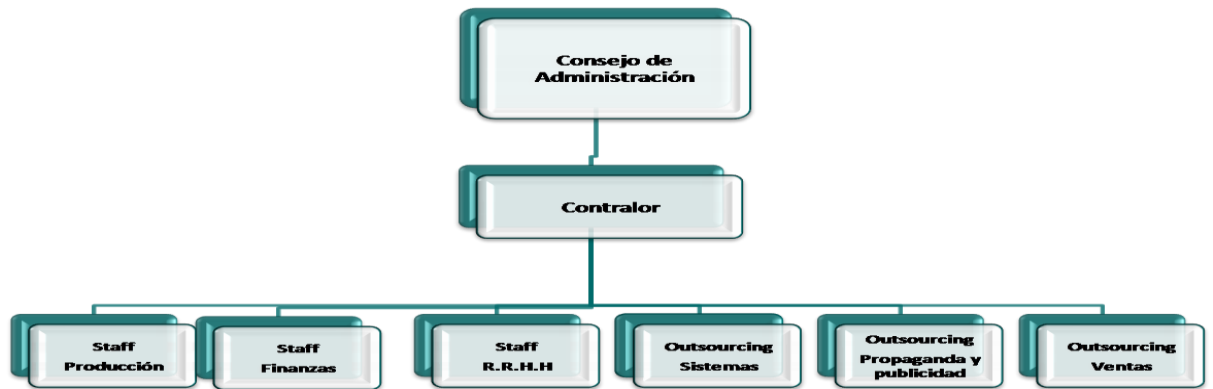 Consejo de
Administración
Contralor
Staff
Producción
Staff
Finanzas
Staff
R.R.H.H
Outsourcing
Sistemas
Outsourcing
Propaganda y
publicidad
Outsourcing
Ventas